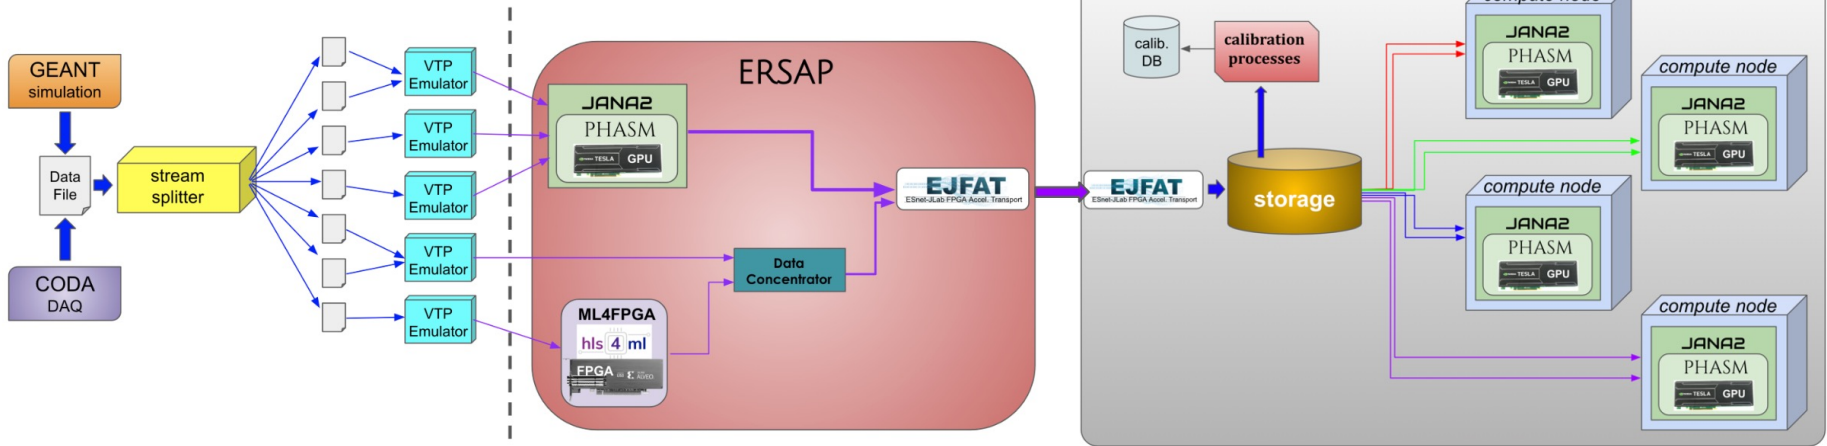 GEANT
simulation
Data
File
CODA
DAQ
stream
splitter
VTP
Emulator
VTP
Emulator
VTP
Emulator
VTP
Emulator
VTP
Emulator
ERSAP
JANA2
PHASM
TESLA
GPU
ML4FPGA
hls 4 ml
FPGA
Data
Concentrator
EJFAT
ESnet-JLab FPGA Accel. Transport
EJFAT
ESnet-JLab FPGA Accel. Transport
calib.
DB
calibration
processes
storage
compute node
JANA2
PHASM
TESLA
GPU
compute node
JANA2
PHASM
TESLA
GPU
compute node
JANA2
PHASM
TESLA
GPU
compute node
JANA2
PHASM
TESLA
GPU